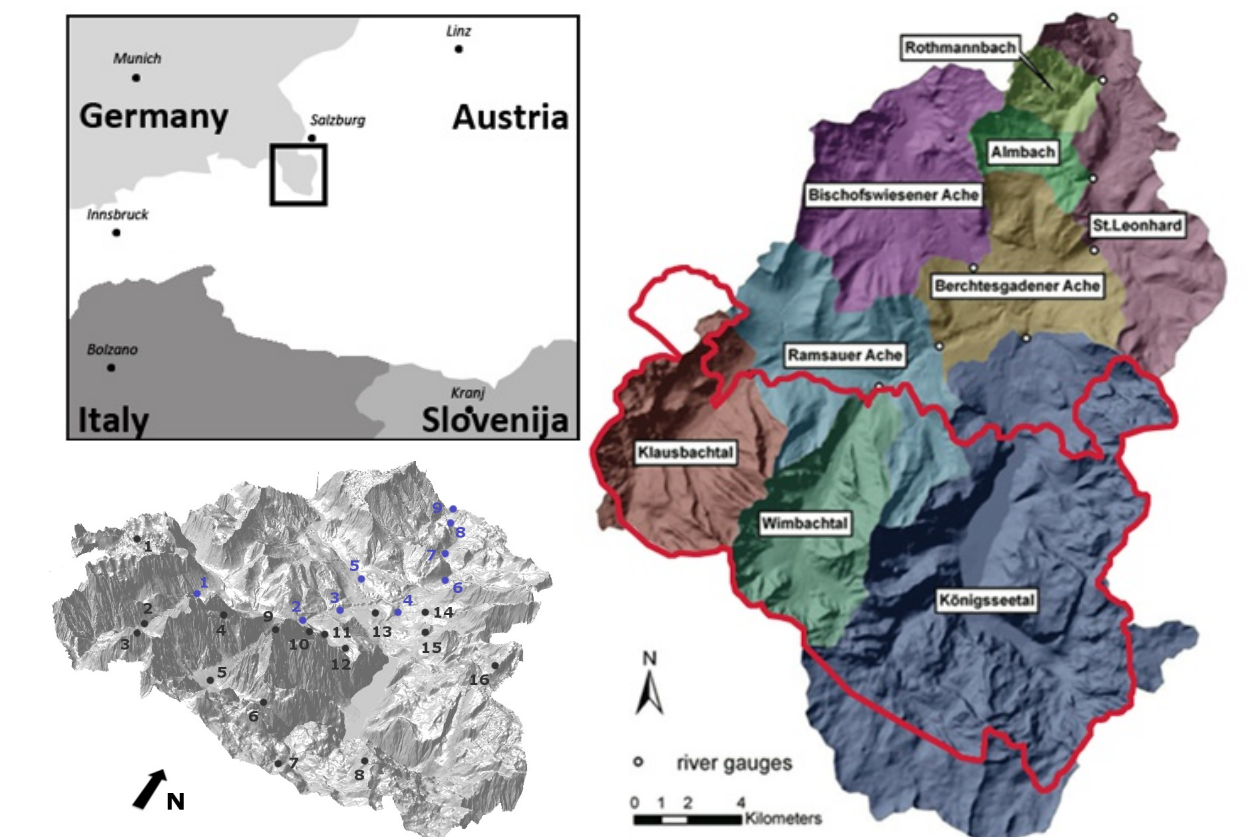 Linz
Munich
Germany
Austria
Salzburg
Innsbruck
Bolzano
Kranj
Italy
Slovenija
Rothmannbach
Almbach
Bischofswiesener Ache
St.Leonhard
Berchtesgadener Ache
Ramsauer Ache
Klausbachtal
Wimbachtal
Königsseetal
N
river gauges
0 1 2 4
Kilometers
9
8
1
7
5
6
1
2
3
4
14
2
4
9
3
10
11
13
12
15
5
16
6
7
8
N